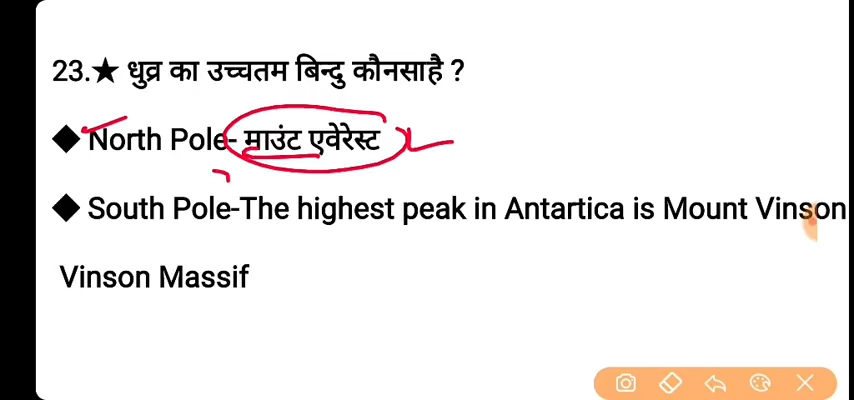 23.★ धुव्र का उच्चतम बिन्दु कौनसाहै ?
◆ North Pole- माउंट एवेरेस्ट
◆ South Pole-The highest peak in Antartica is Mount Vinson
Vinson Massif